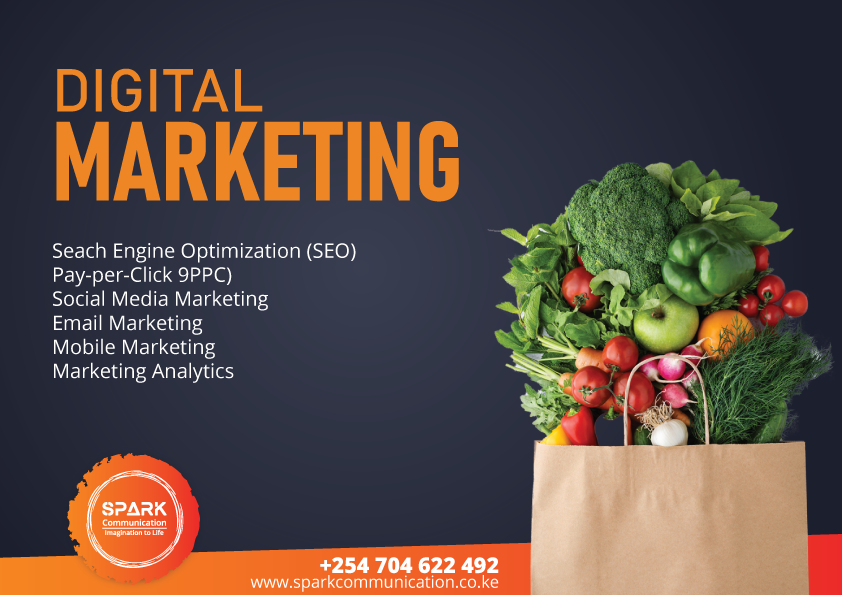 DIGITAL
MARKETING
Seach Engine Optimization (SEO)
Pay-per-Click 9PPC)
Social Media Marketing
Email Marketing
Mobile Marketing
Marketing Analytics
SPARK
Communication
Imagination to Life
+254 704 622 492
www.sparkcommunication.co.ke